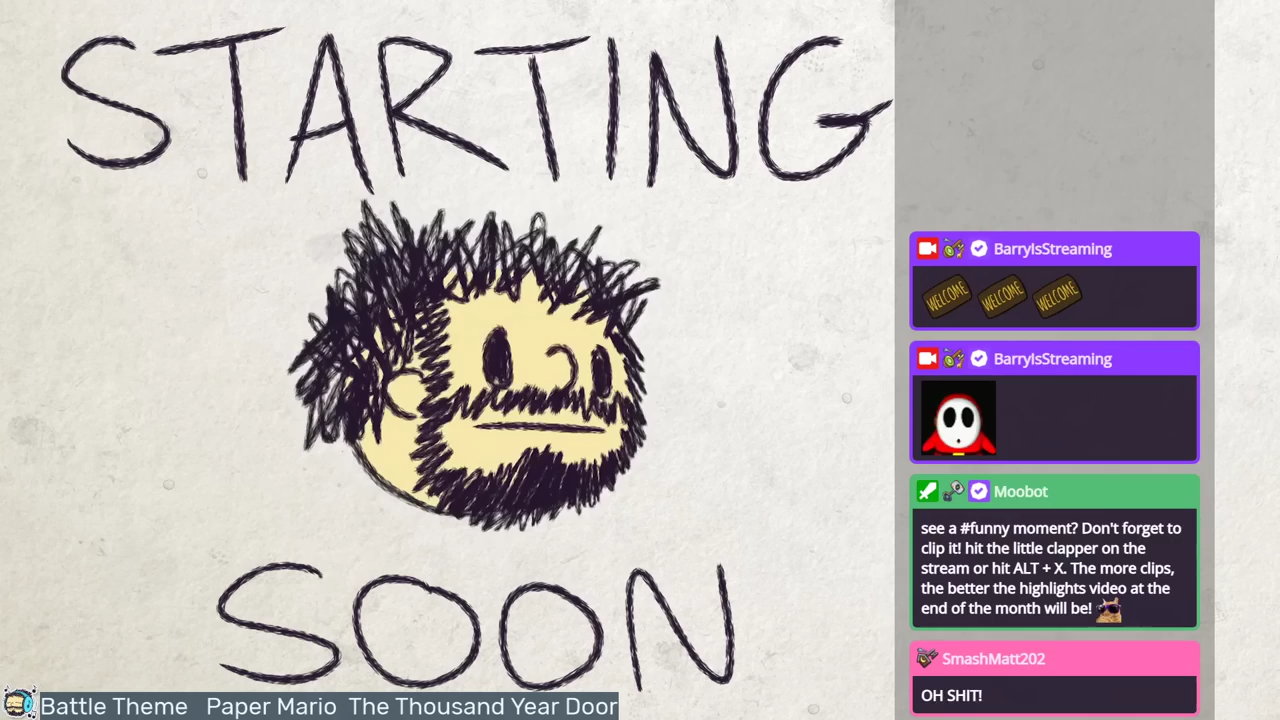 STARTING
SOON
BarryIsStreaming
WELCOME WELCOME WELCOME
BarryIsStreaming
Moobot
see a #funny moment? Don't forget to
clip it! hit the little clapper on the
stream or hit ALT + X. The more clips,
the better the highlights video at the
end of the month will be!
SmashMatt202
OH SHIT!
Battle Theme Paper Mario The Thousand Year Door